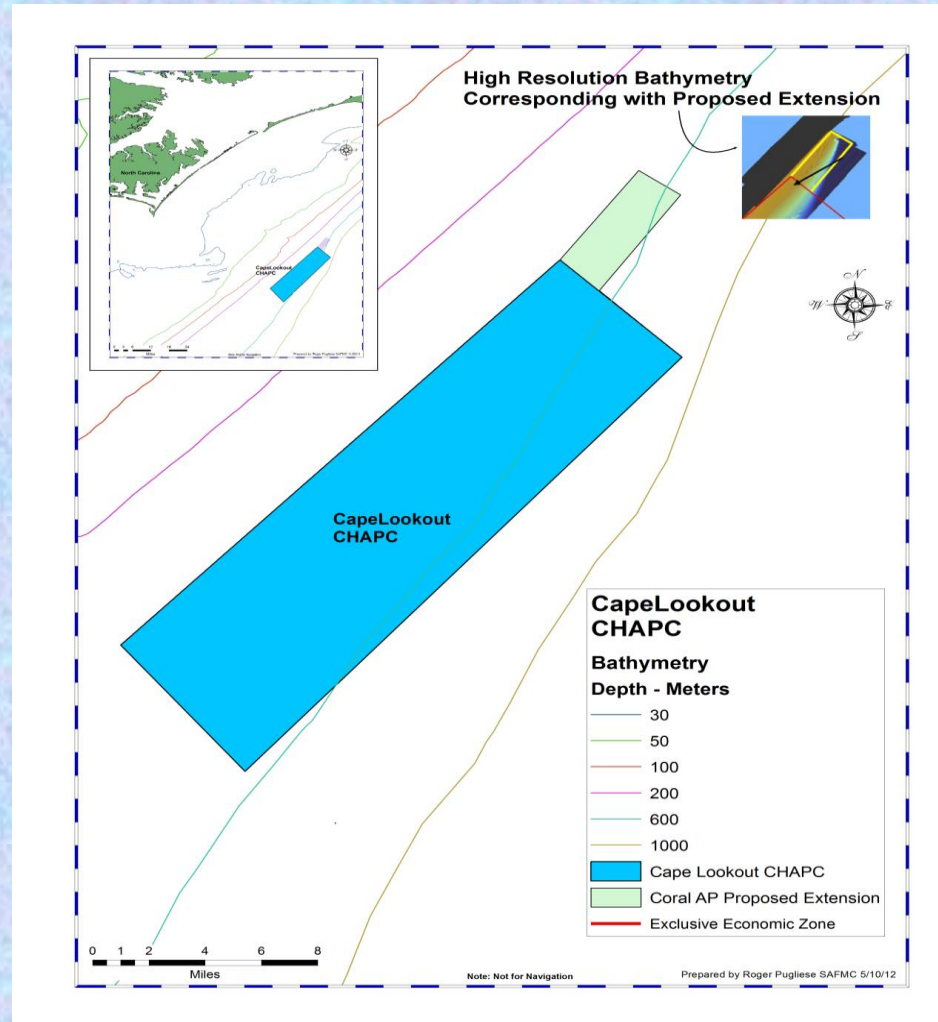 High Resolution Bathymetry
Corresponding with Proposed Extension
North Carolina
CapeLookout
CHAPC
Miles
N
W
E
S
CapeLookout
CHAPC
CapeLookout
CHAPC
Bathymetry
Depth - Meters
30
50
100
200
600
1000
Cape Lookout CHAPC
Coral AP Proposed Extension
Exclusive Economic Zone
0 1 2 4 6 8
Miles
Note: Not for Navigation
Prepared by Roger Pugliese SAFMC 5/10/12